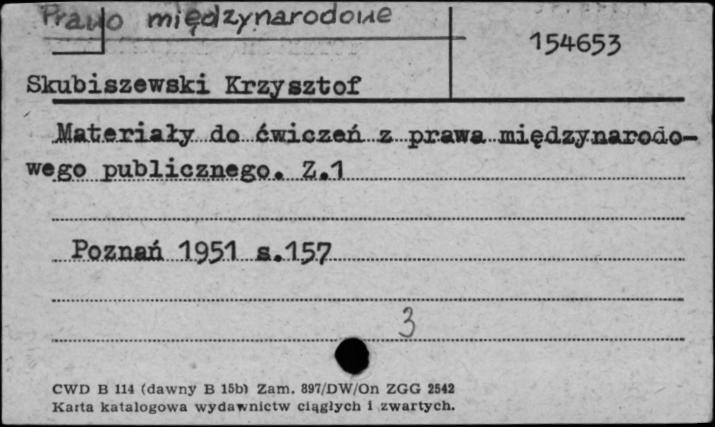 Prawo międzynarodowe
154653
Skubiszewski Krzysztof
Materiały do ćwiczeń z prawa międzynarodo-
wego publicznego. Z.1
Poznań 1951 s.157
3
CWD B 114 (dawny B 15b) Zam. 897/DW/On ZGG 2542
Karta katalogowa wydawnictw ciągłych i zwartych.